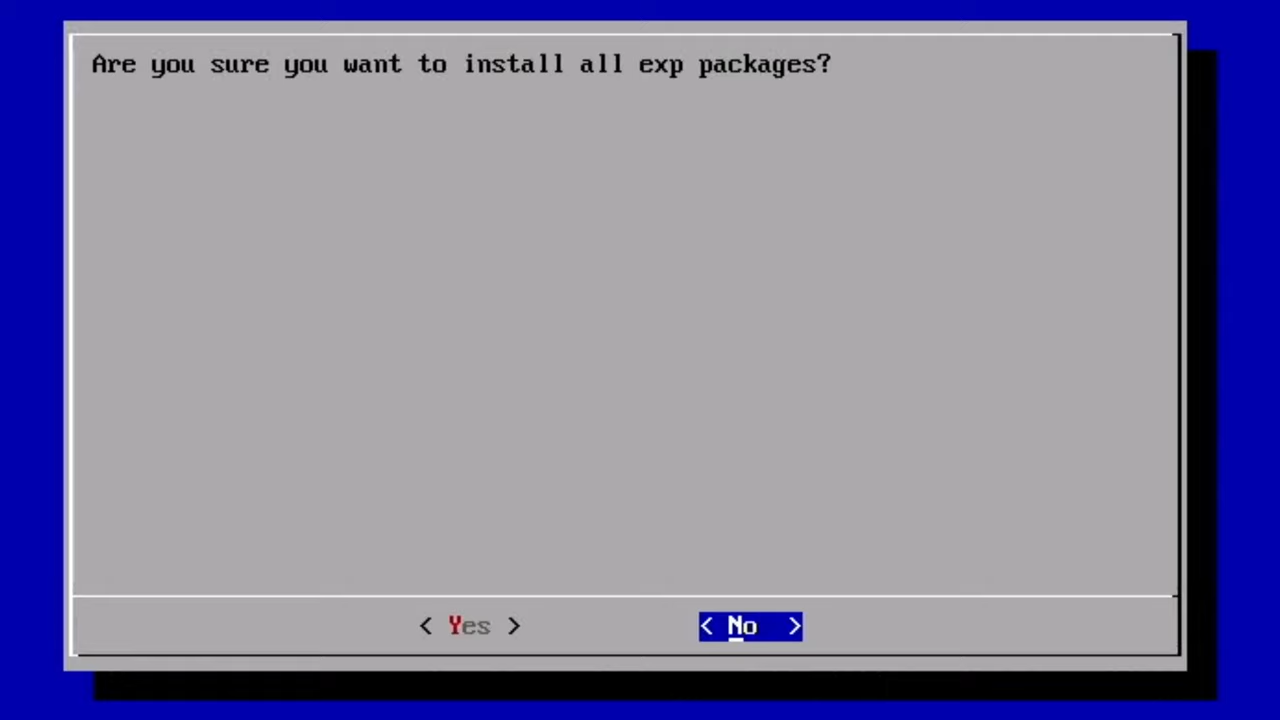 Are you sure you want to install all exp packages?
< Yes > < No >